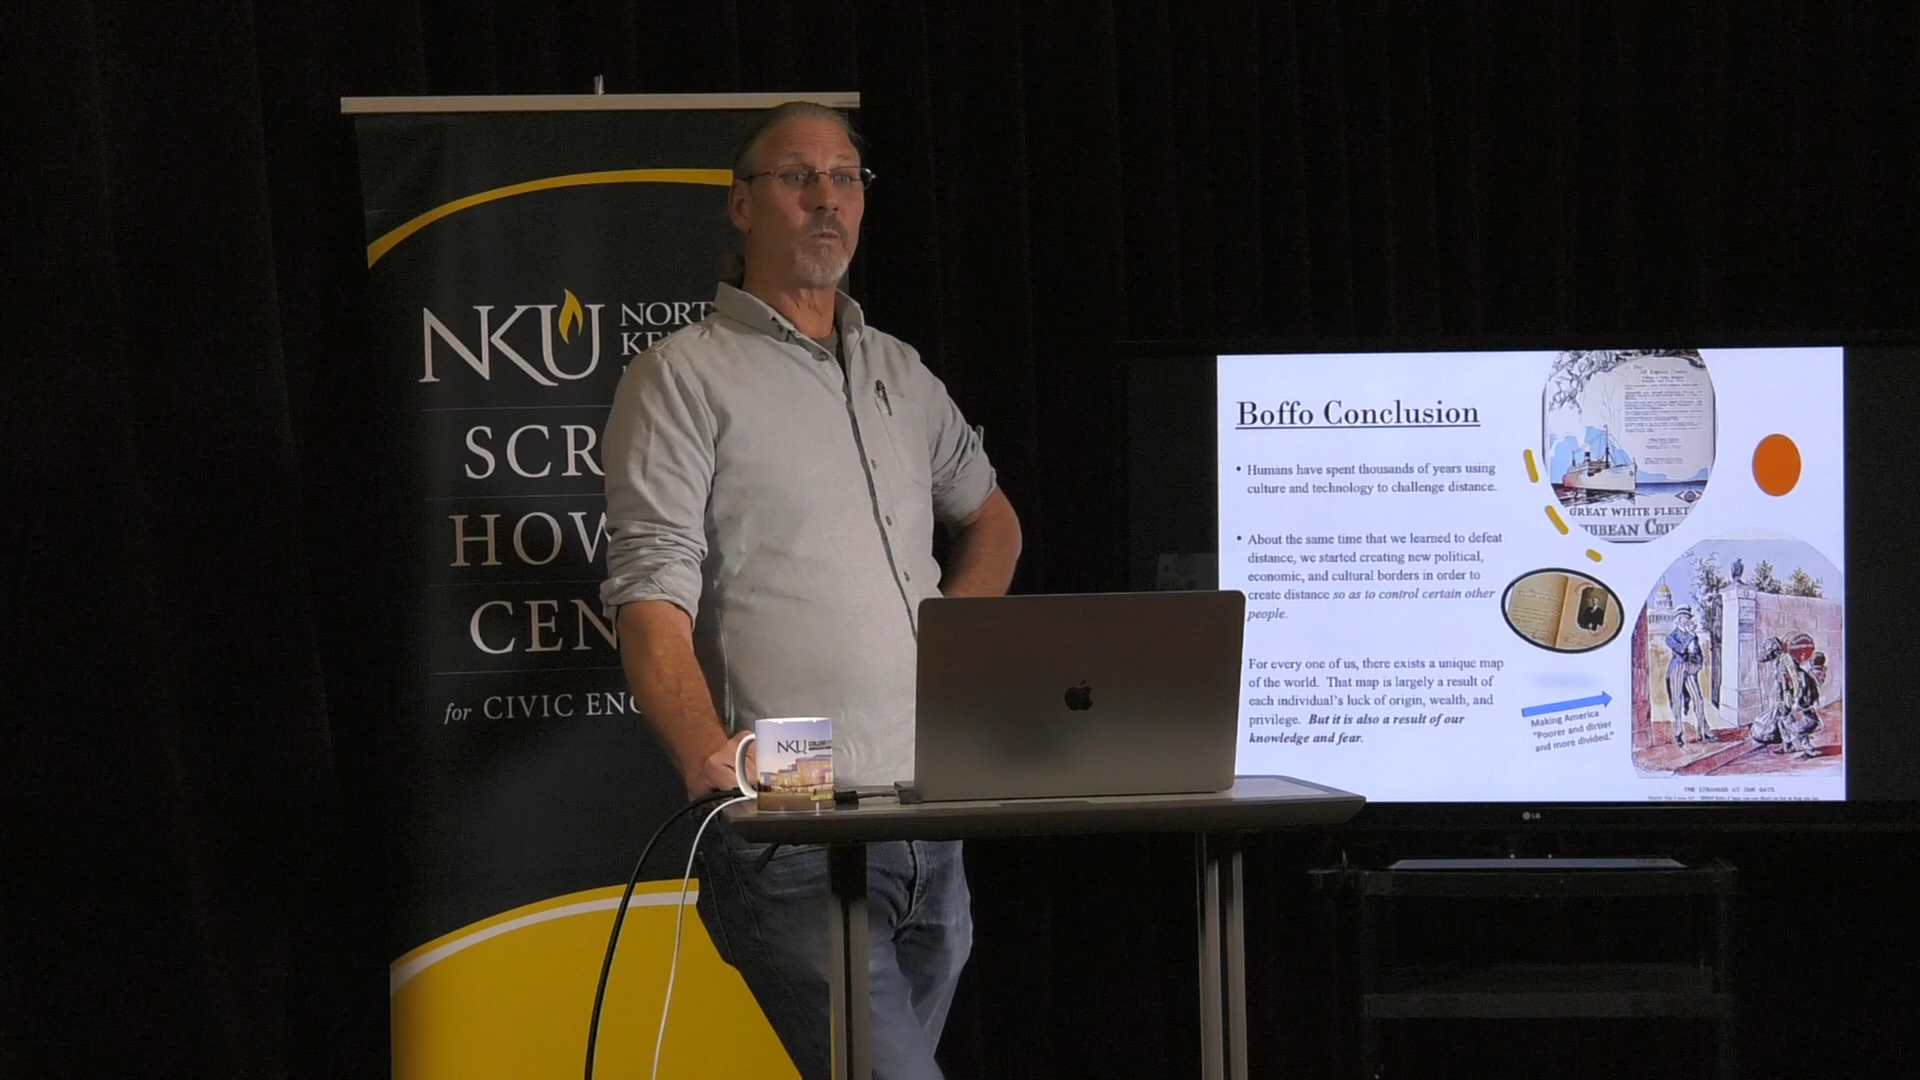 NKU
NORT
KE
SCR
HOW
CEN
for CIVIC ENG
NKU
COLLEGE
Boffo Conclusion
• Humans have spent thousands of years using
culture and technology to challenge distance.
• About the same time that we learned to defeat
distance, we started creating new political,
economic, and cultural borders in order to
create distance so as to control certain other
people.
For every one of us, there exists a unique map
of the world. That map is largely a result of
each individual's luck of origin, wealth, and
privilege. But it is also a result of our
knowledge and fear.
GREAT WHITE FLEET
IBBEAN CRUI
Making America
"Poorer and dirtier
and more divided."
THE STRANGER AT OUR GATE
LG